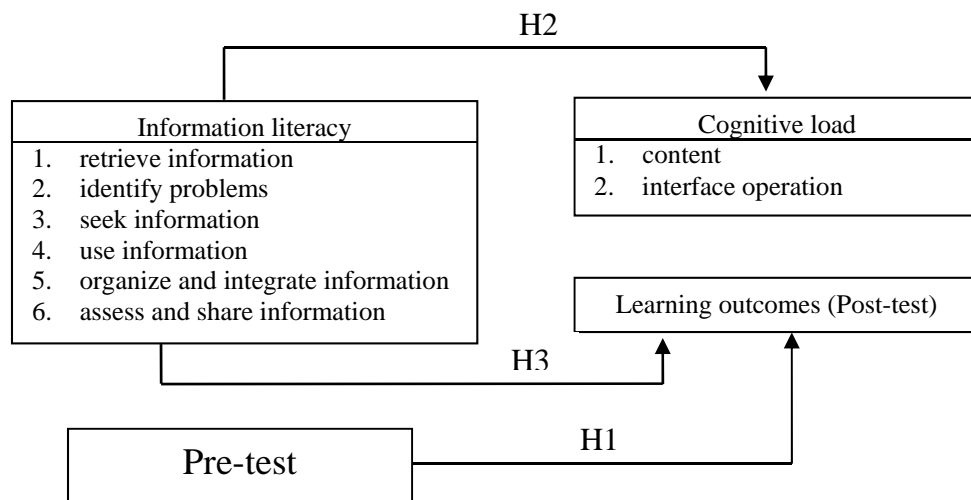 H2
Information literacy
1. retrieve information
2. identify problems
3. seek information
4. use information
5. organize and integrate information
6. assess and share information
Cognitive load
1. content
2. interface operation
Learning outcomes (Post-test)
H3
H1
Pre-test